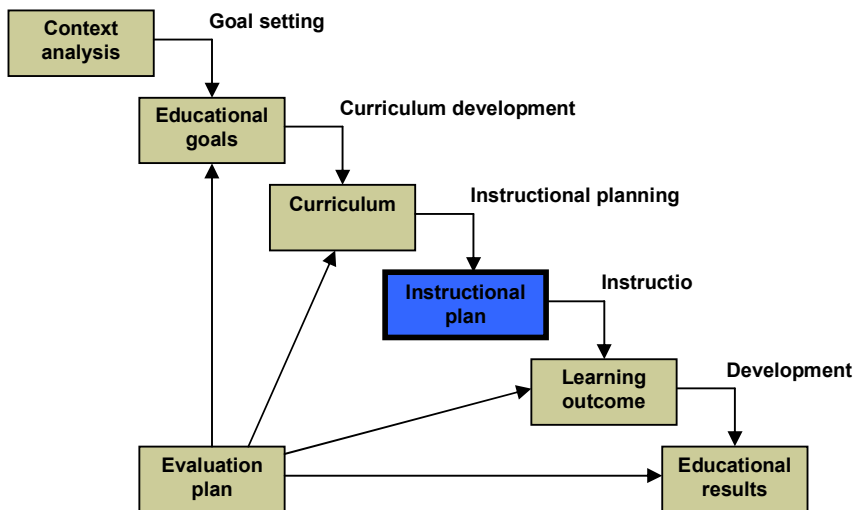 Goal setting
Context
analysis
Curriculum development
Educational
goals
Instructional planning
Curriculum
Instructio
Instructional
plan
Development
Learning
outcome
Evaluation
plan
Educational
results